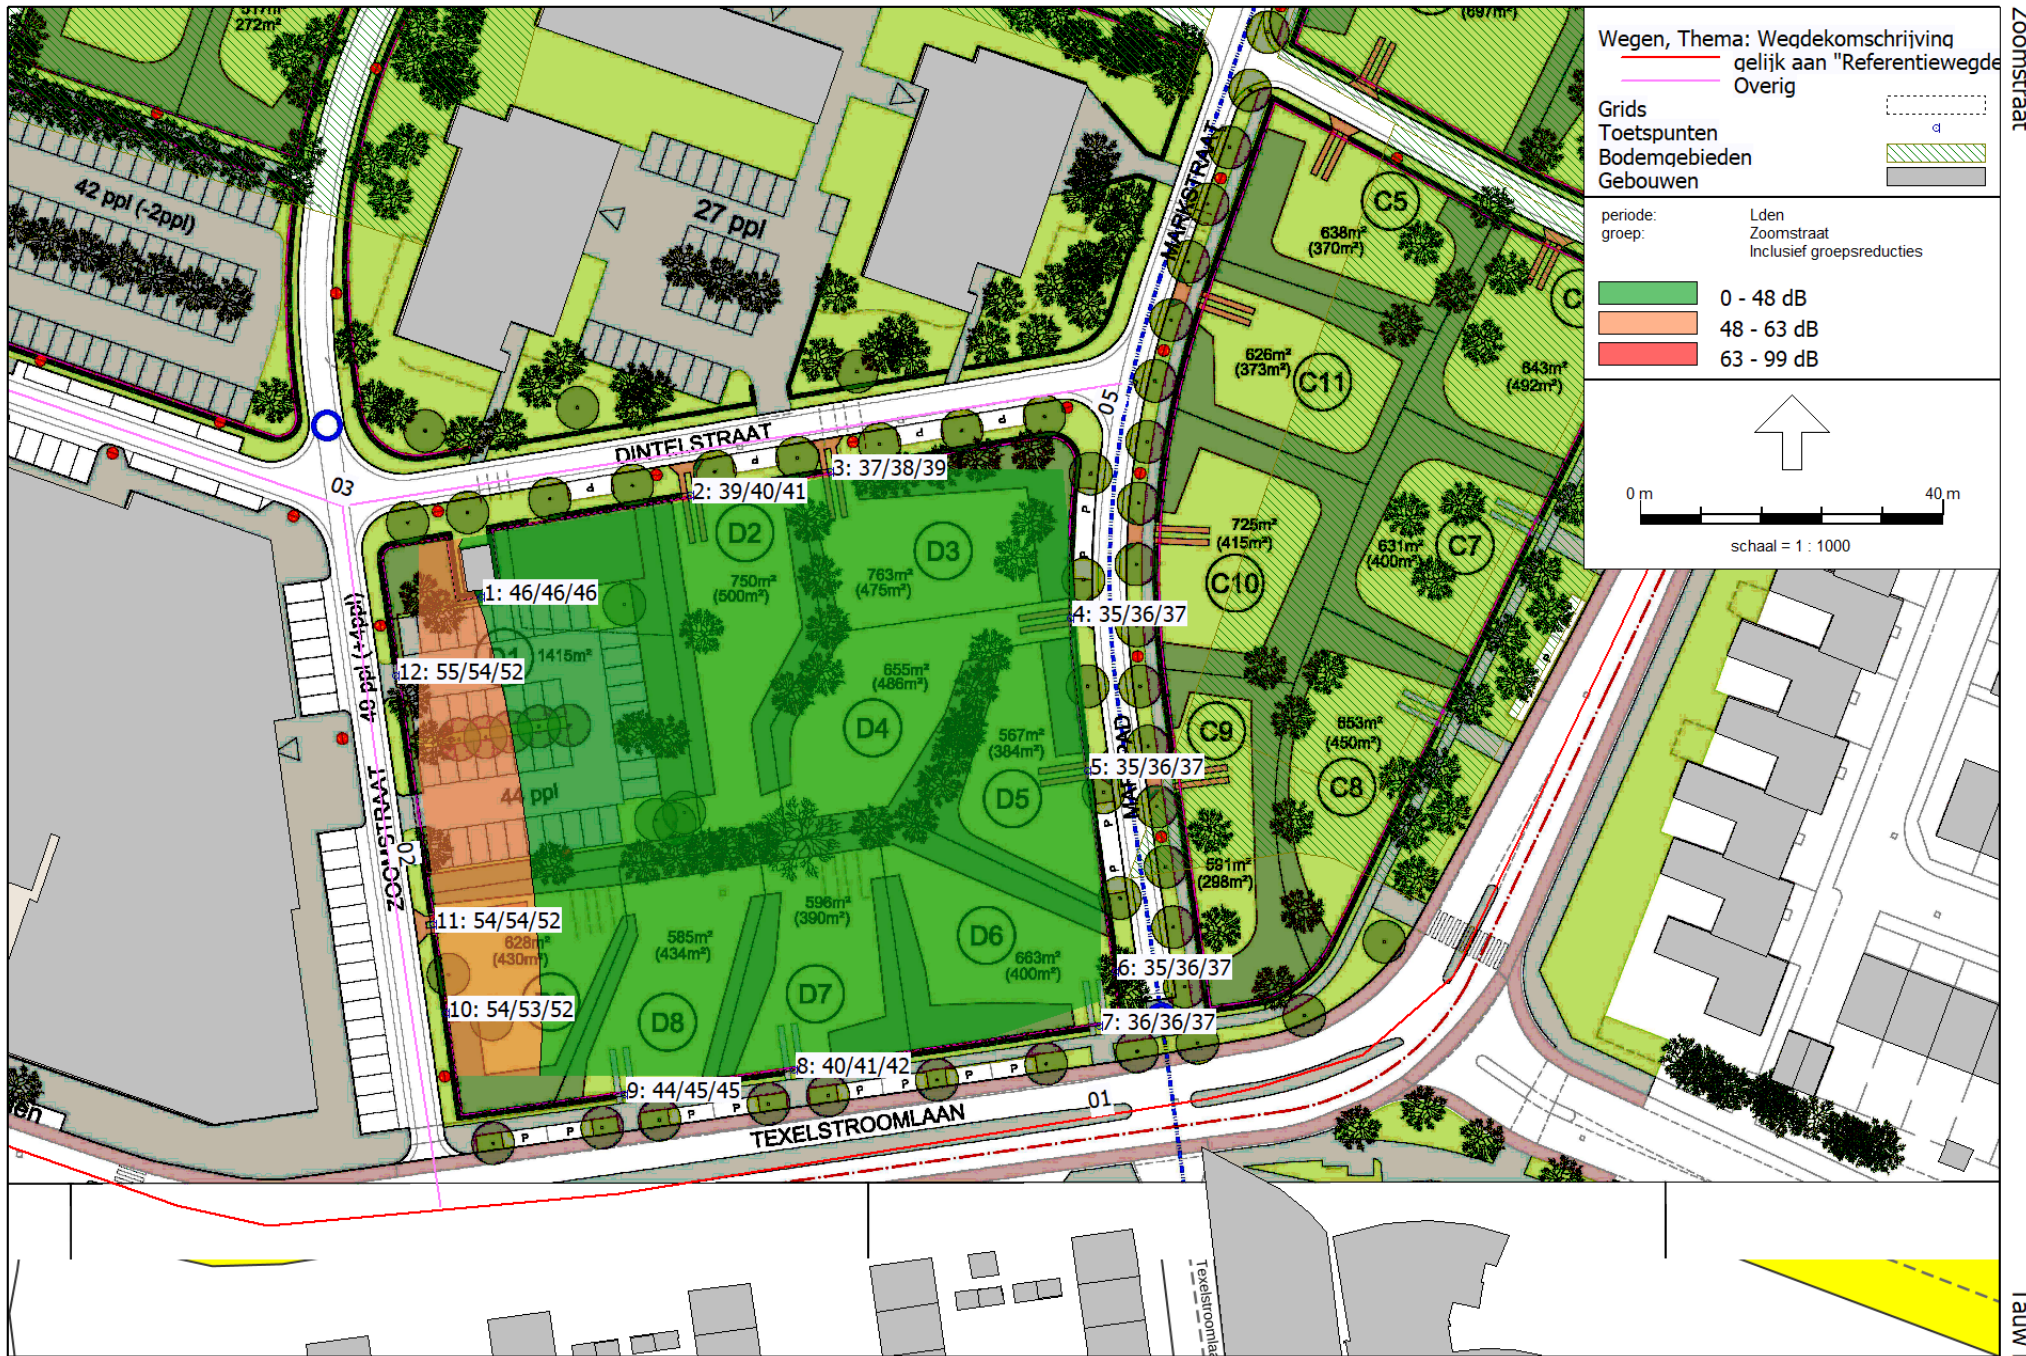 272m²
(697m²)
Zoomstraat
Wegen, Thema: Wegdekomschrijving
gelijk aan "Referentiewegde
Overig
Grids
Toetspunten
Bodemgebieden
Gebouwen
periode: Lden
groep: Zoomstraat
Inclusief groepsreducties
0 - 48 dB
48 - 63 dB
63 - 99 dB
0 m 40 m
schaal = 1 : 1000
42 ppl (-2ppl)
27 ppl
MARKSTRAAT
C5
638m²
(370m²)
626m²
(373m²)
C11
643m²
(492m²)
05
DINTELSTRAAT
03
3: 37/38/39
2: 39/40/41
D2
750m²
(500m²)
763m²
(475m²)
D3
725m²
(415m²)
C10
631m²
(400m²)
C7
1: 46/46/46
4: 35/36/37
D1
1415m²
12: 55/54/52
655m²
(486m²)
D4
567m²
(384m²)
D5
C9
653m²
(450m²)
C8
5: 35/36/37
44 ppl
ZOOMSTRAAT
02
591m²
(298m²)
11: 54/54/52
628m²
(430m²)
585m²
(434m²)
596m²
(390m²)
D6
663m²
(400m²)
6: 35/36/37
10: 54/53/52
D8
D7
7: 36/36/37
8: 40/41/42
9: 44/45/45
P P P P P P P
01
TEXELSTROOMLAAN
en
Texelstroomlaa
Tauw